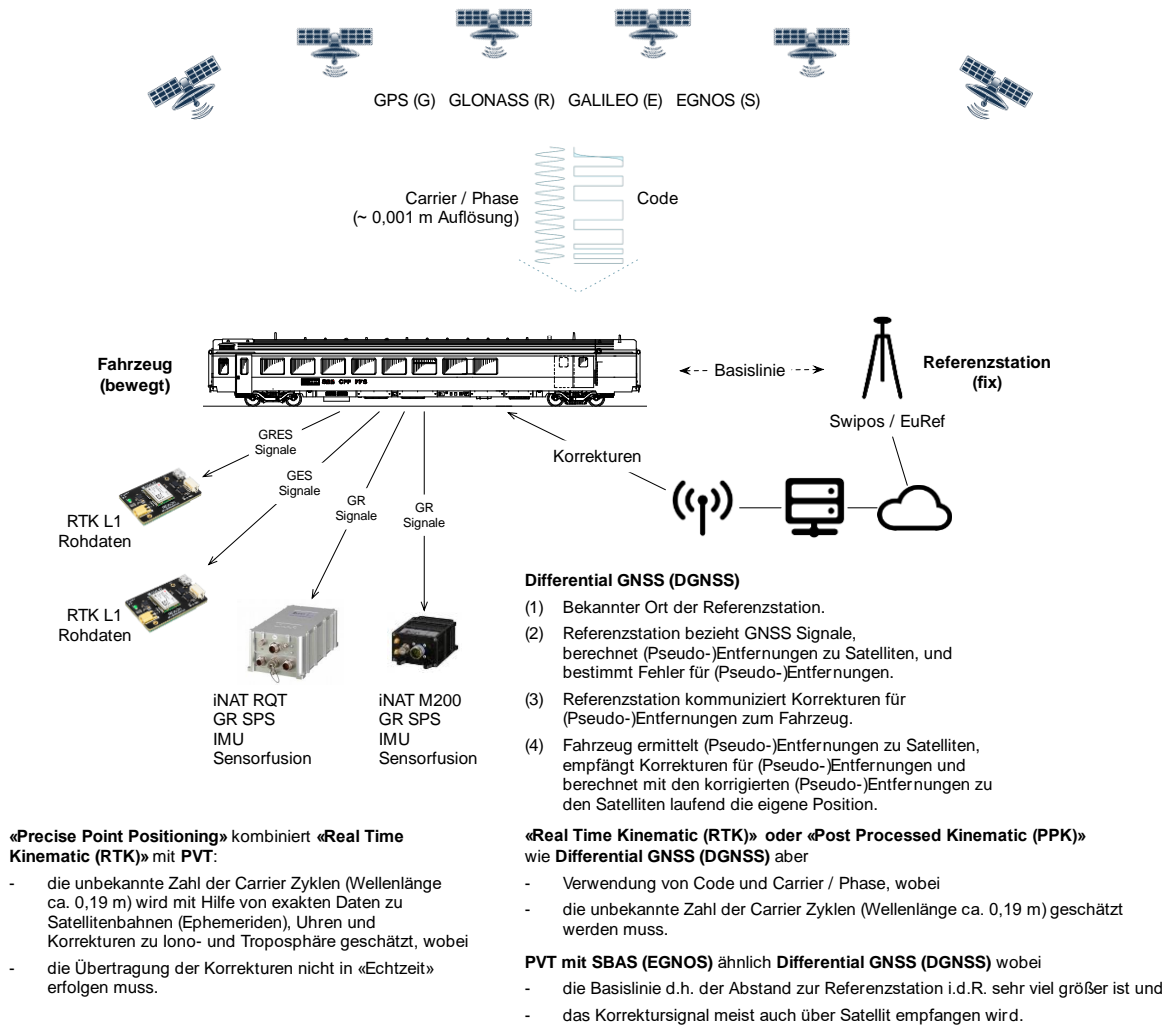 GPS (G) GLONASS (R) GALILEO (E) EGNOS (S)
Carrier / Phase
(~ 0,001 m Auflösung)
Code
Fahrzeug
(bewegt)
SBB CFF FFS
Basislinie
Referenzstation
(fix)
Swipos / EuRef
GRES
Signale
GES
Signale
GR
Signale
GR
Signale
Korrekturen
RTK L1
Rohdaten
RTK L1
Rohdaten
iNAT RQT
GR SPS
IMU
Sensorfusion
iNAT M200
GR SPS
IMU
Sensorfusion
Differential GNSS (DGNSS)
(1) Bekannter Ort der Referenzstation.
(2) Referenzstation bezieht GNSS Signale,
berechnet (Pseudo-)Entfernungen zu Satelliten, und
bestimmt Fehler für (Pseudo-)Entfernungen.
(3) Referenzstation kommuniziert Korrekturen für
(Pseudo-)Entfernungen zum Fahrzeug.
(4) Fahrzeug ermittelt (Pseudo-)Entfernungen zu Satelliten,
empfängt Korrekturen für (Pseudo-)Entfernungen und
berechnet mit den korrigierten (Pseudo-)Entfernungen zu
den Satelliten laufend die eigene Position.
«Precise Point Positioning» kombiniert «Real Time
Kinematic (RTK)» mit PVT:
- die unbekannte Zahl der Carrier Zyklen (Wellenlänge
ca. 0,19 m) wird mit Hilfe von exakten Daten zu
Satellitenbahnen (Ephemeriden), Uhren und
Korrekturen zu Iono- und Troposphäre geschätzt, wobei
- die Übertragung der Korrekturen nicht in «Echtzeit»
erfolgen muss.
«Real Time Kinematic (RTK)» oder «Post Processed Kinematic (PPK)»
wie Differential GNSS (DGNSS) aber
- Verwendung von Code und Carrier / Phase, wobei
- die unbekannte Zahl der Carrier Zyklen (Wellenlänge ca. 0,19 m) geschätzt
werden muss.
PVT mit SBAS (EGNOS) ähnlich Differential GNSS (DGNSS) wobei
- die Basislinie d.h. der Abstand zur Referenzstation i.d.R. sehr viel größer ist und
- das Korrektursignal meist auch über Satellit empfangen wird.